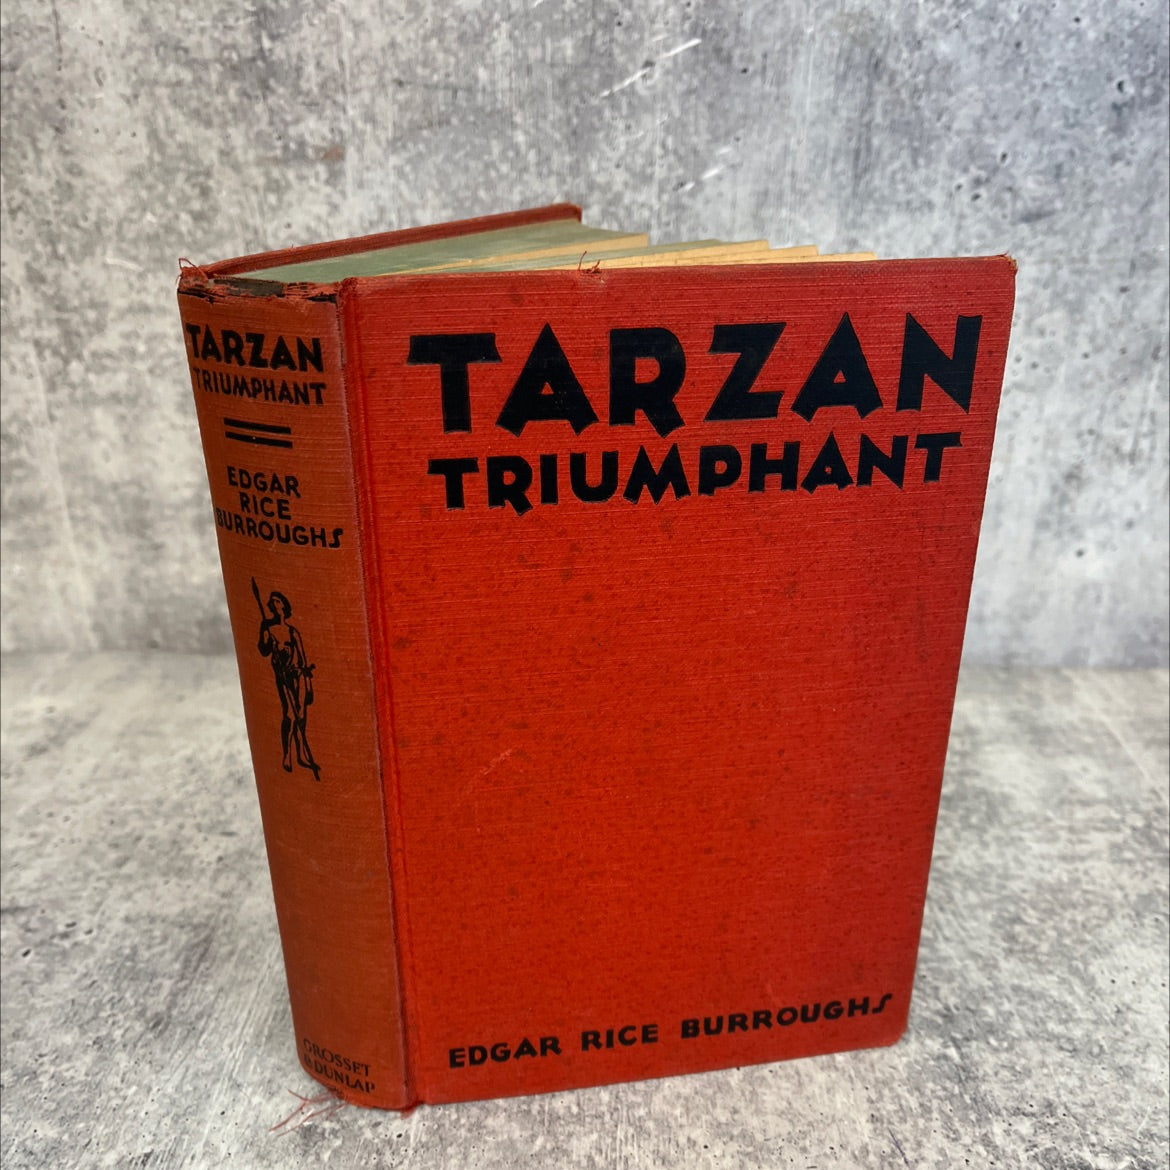 TARZAN
TRIUMPHANT
EDGAR
RICE
BURROUGHS
GROSSET
& DUNLAP
TARZAN
TRIUMPHANT
EDGAR RICE BURROUGHS